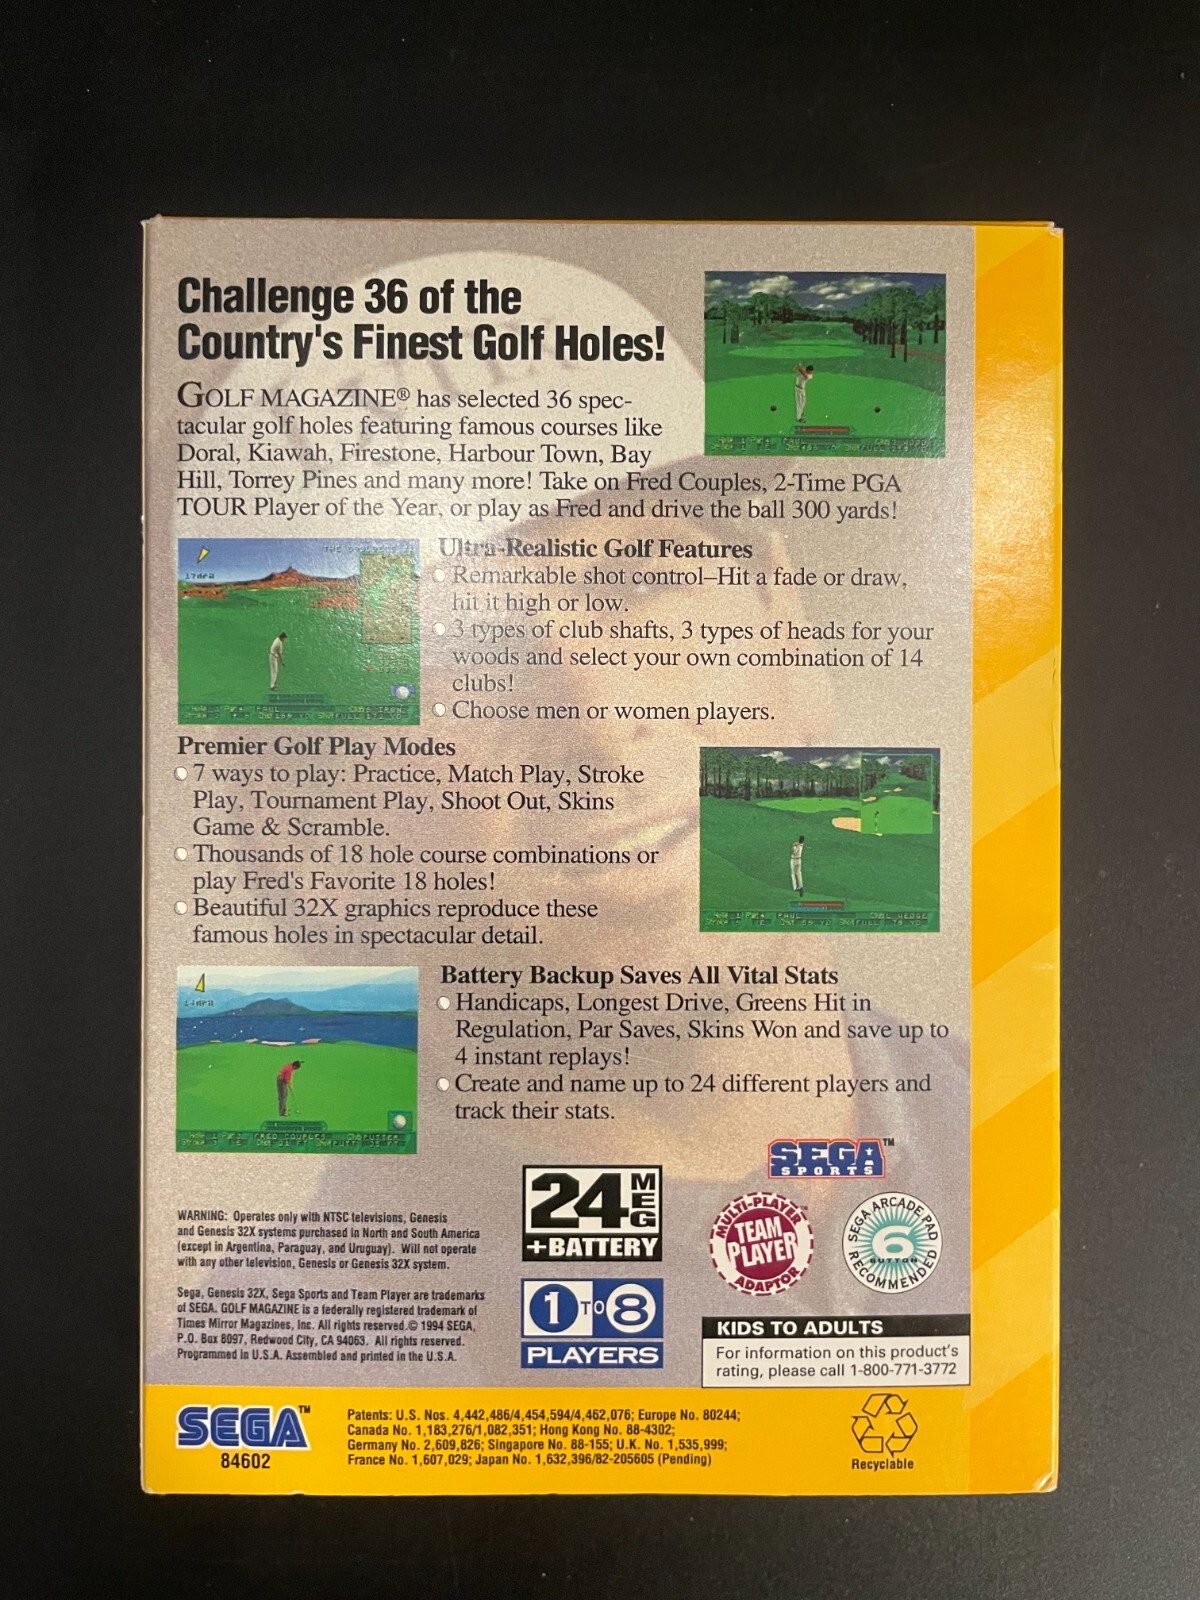 Challenge 36 of the
Country's Finest Golf Holes!
GOLF MAGAZINE® has selected 36 spec-
tacular golf holes featuring famous courses like
Doral, Kiawah, Firestone, Harbour Town, Bay
Hill, Torrey Pines and many more! Take on Fred Couples, 2-Time PGA
TOUR Player of the Year, or play as Fred and drive the ball 300 yards!
Ultra-Realistic Golf Features
Remarkable shot control–Hit a fade or draw,
hit it high or low.
3 types of club shafts, 3 types of heads for your
woods and select your own combination of 14
clubs!
Choose men or women players.
Premier Golf Play Modes
7 ways to play: Practice, Match Play, Stroke
Play, Tournament Play, Shoot Out, Skins
Game & Scramble.
Thousands of 18 hole course combinations or
play Fred's Favorite 18 holes!
Beautiful 32X graphics reproduce these
famous holes in spectacular detail.
Battery Backup Saves All Vital Stats
Handicaps, Longest Drive, Greens Hit in
Regulation, Par Saves, Skins Won and save up to
4 instant replays!
Create and name up to 24 different players and
track their stats.
SEGA™
SPORTS
24 MEG
+BATTERY
MULTI-PLAYER
TEAM PLAYER™
ADAPTOR
SEGA ARCADE PAD
6
BUTTON
RECOMMENDED
WARNING: Operates only with NTSC televisions, Genesis
and Genesis 32X systems purchased in North and South America
(except in Argentina, Paraguay, and Uruguay). Will not operate
with any other television, Genesis or Genesis 32X system.
Sega, Genesis 32X, Sega Sports and Team Player are trademarks
of SEGA. GOLF MAGAZINE is a federally registered trademark of
Times Mirror Magazines, Inc. All rights reserved.© 1994 SEGA,
P.O. Box 8097, Redwood City, CA 94063. All rights reserved.
Programmed in U.S.A. Assembled and printed in the U.S.A.
1 TO 8
PLAYERS
KIDS TO ADULTS
For information on this product's
rating, please call 1-800-771-3772
SEGA™
84602
Patents: U.S. Nos. 4,442,486/4,454,594/4,462,076; Europe No. 80244;
Canada No. 1,183,276/1,082,351; Hong Kong No. 88-4302;
Germany No. 2,609,826; Singapore No. 88-155; U.K. No. 1,535,999;
France No. 1,607,029; Japan No. 1,632,396/82-205605 (Pending)
Recyclable